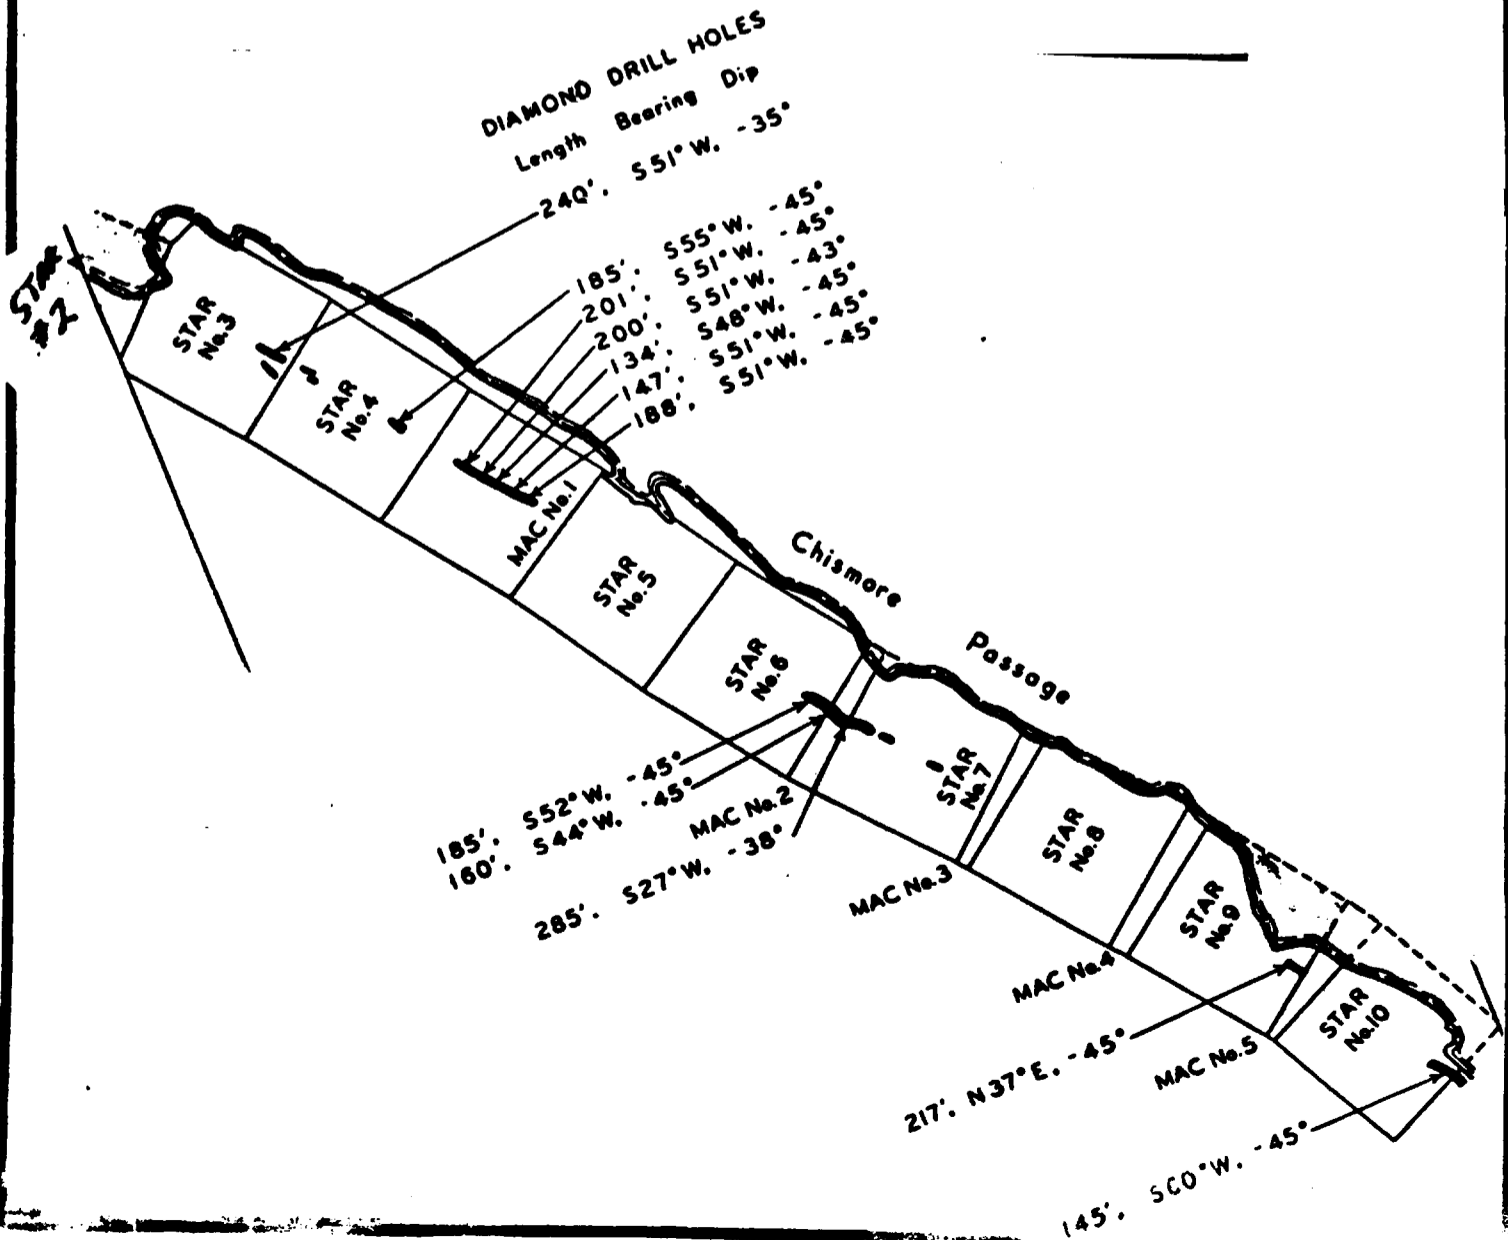 DIAMOND DRILL HOLES
Length Bearing Dip
240', S51°W. -35°
185', S55°W. -45°
201', S51°W. -45°
200', S51°W. -43°
134', S48°W. -45°
147', S51°W. -45°
188', S51°W. -45°
STAR
#2
STAR
No.3
STAR
No.4
MAC No.1
STAR
No.5
Chismore Passage
STAR
No.6
185', S52°W. -45°
160', S44°W. -45°
MAC No.2
285', S27°W. -38°
STAR
No.7
MAC No.3
STAR
No.8
MAC No.4
STAR
No.9
217', N37°E. -45°
MAC No.5
STAR
No.10
145', -45°